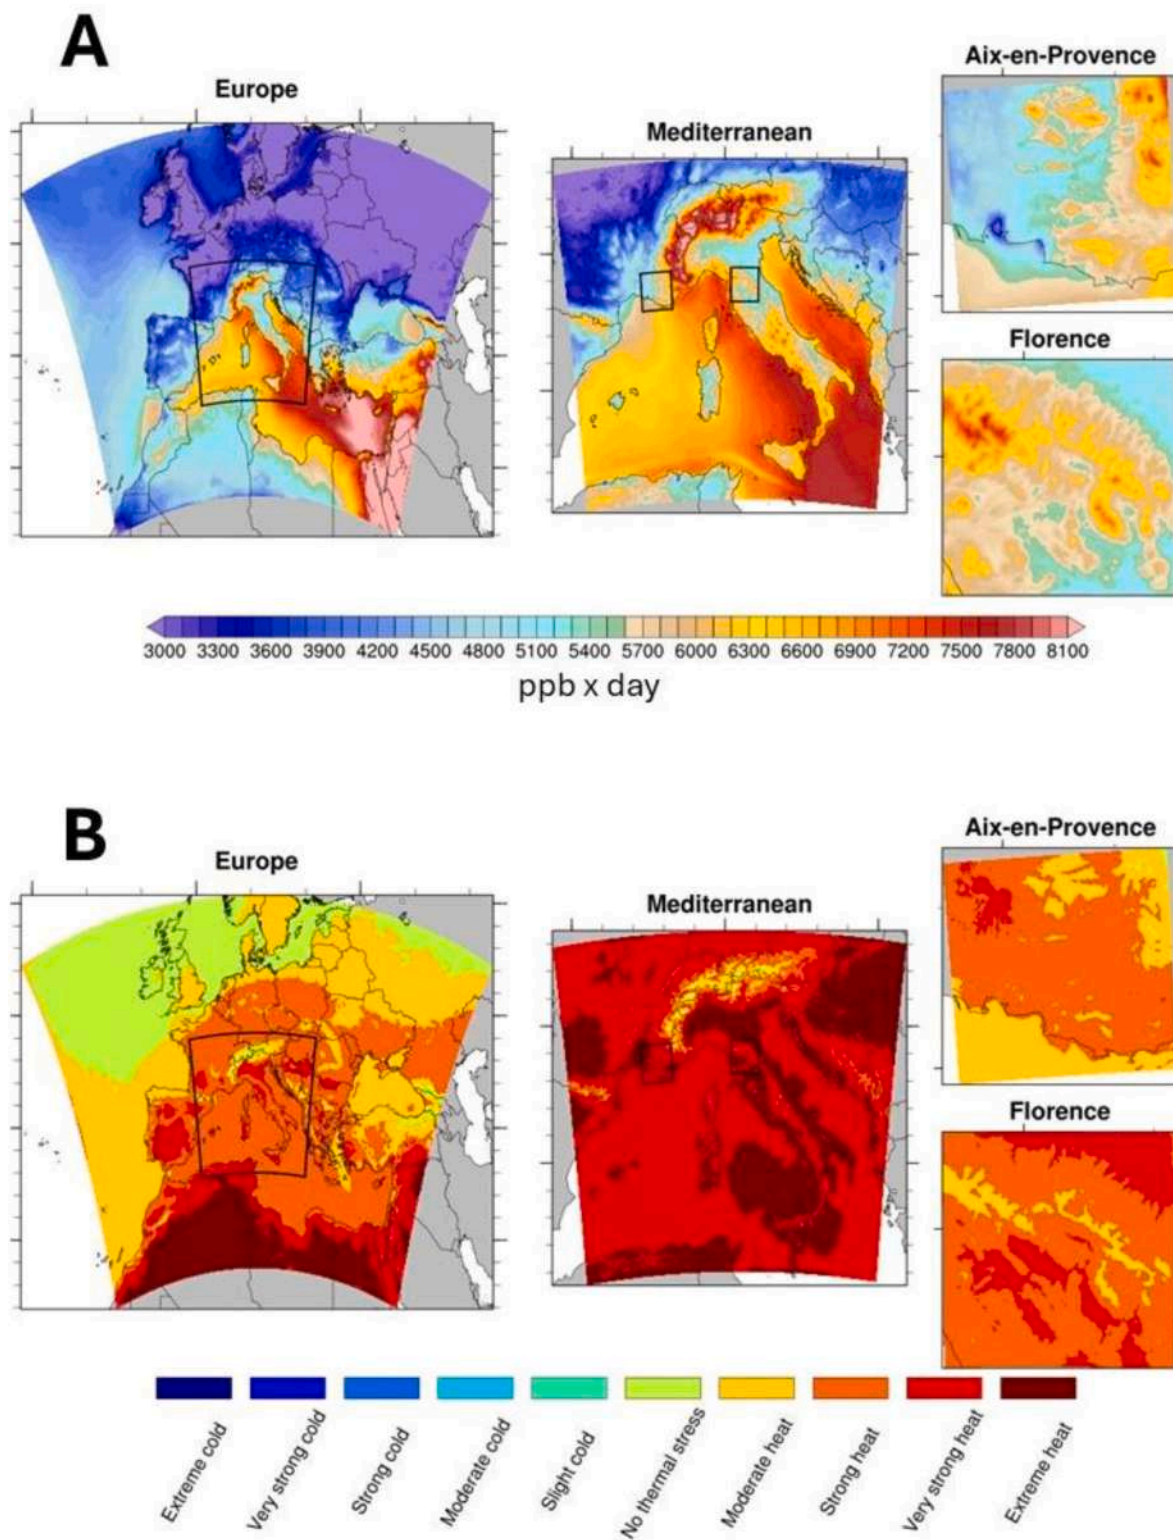 A
Europe
Mediterranean
Aix-en-Provence
Florence
3000 3300 3600 3900 4200 4500 4800 5100 5400 5700 6000 6300 6600 6900 7200 7500 7800 8100
ppb x day
B
Europe
Mediterranean
Aix-en-Provence
Florence
Extreme cold
Very strong cold
Strong cold
Moderate cold
Slight cold
No thermal stress
Moderate heat
Strong heat
Very strong heat
Extreme heat